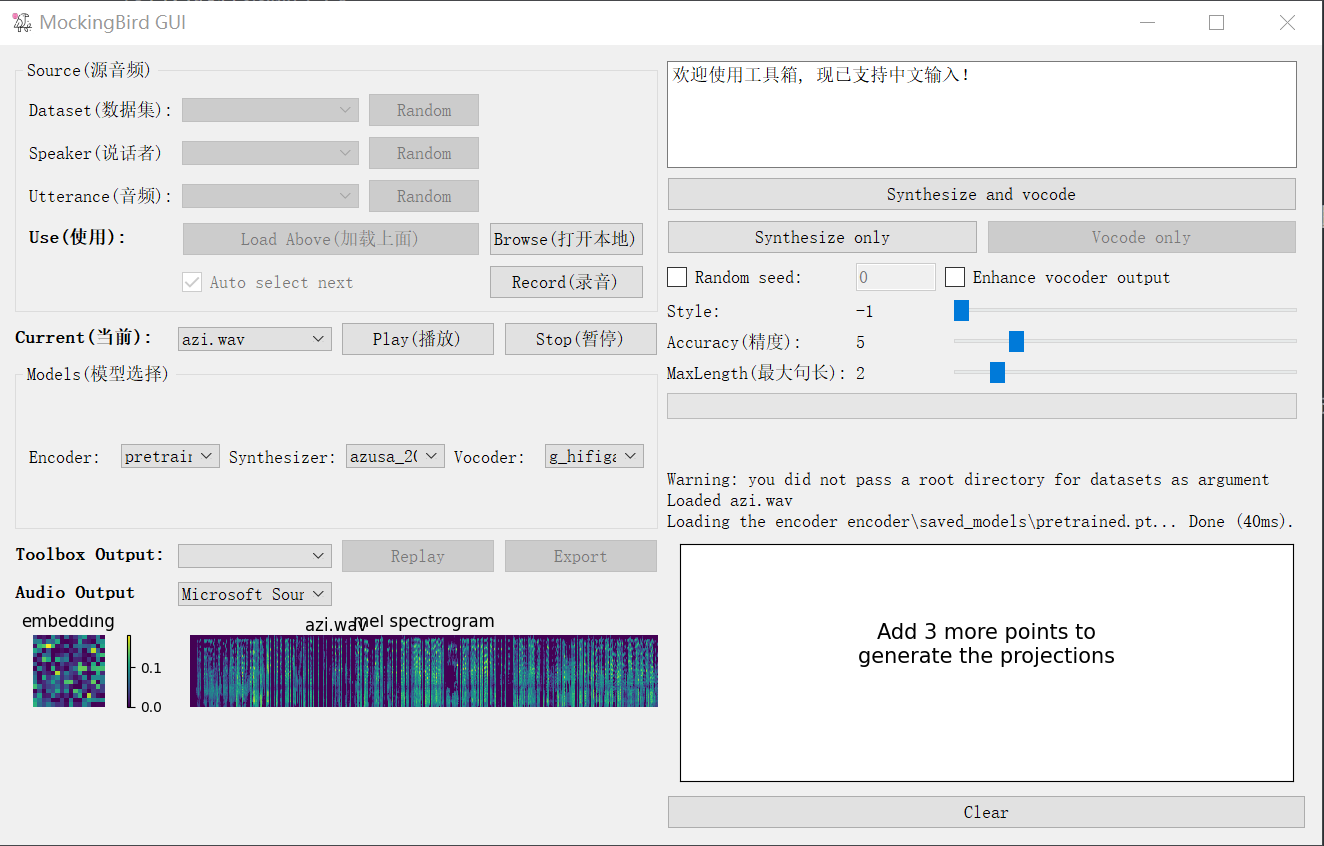 MockingBird GUI
Source(源音频)
Dataset(数据集):
Random
Speaker(说话者)
Random
Utterance(音频):
Random
Use(使用):
Load Above(加载上面)
Browse(打开本地)
Auto select next
Record(录音)
Current(当前):
azi.wav
Play(播放)
Stop(暂停)
Models(模型选择)
Encoder:
pretrain
Synthesizer:
azusa_20
Vocoder:
g_hifiga
Toolbox Output:
Replay
Export
Audio Output
Microsoft Sour
embedding
azi.wav
mel spectrogram
0.1
0.0
欢迎使用工具箱, 现已支持中文输入!
Synthesize and vocode
Synthesize only
Vocode only
Random seed:
0
Enhance vocoder output
Style:
-1
Accuracy(精度):
5
MaxLength(最大句长):
2
Warning: you did not pass a root directory for datasets as argument
Loaded azi.wav
Loading the encoder encoder\saved_models\pretrained.pt... Done (40ms).
Add 3 more points to
generate the projections
Clear